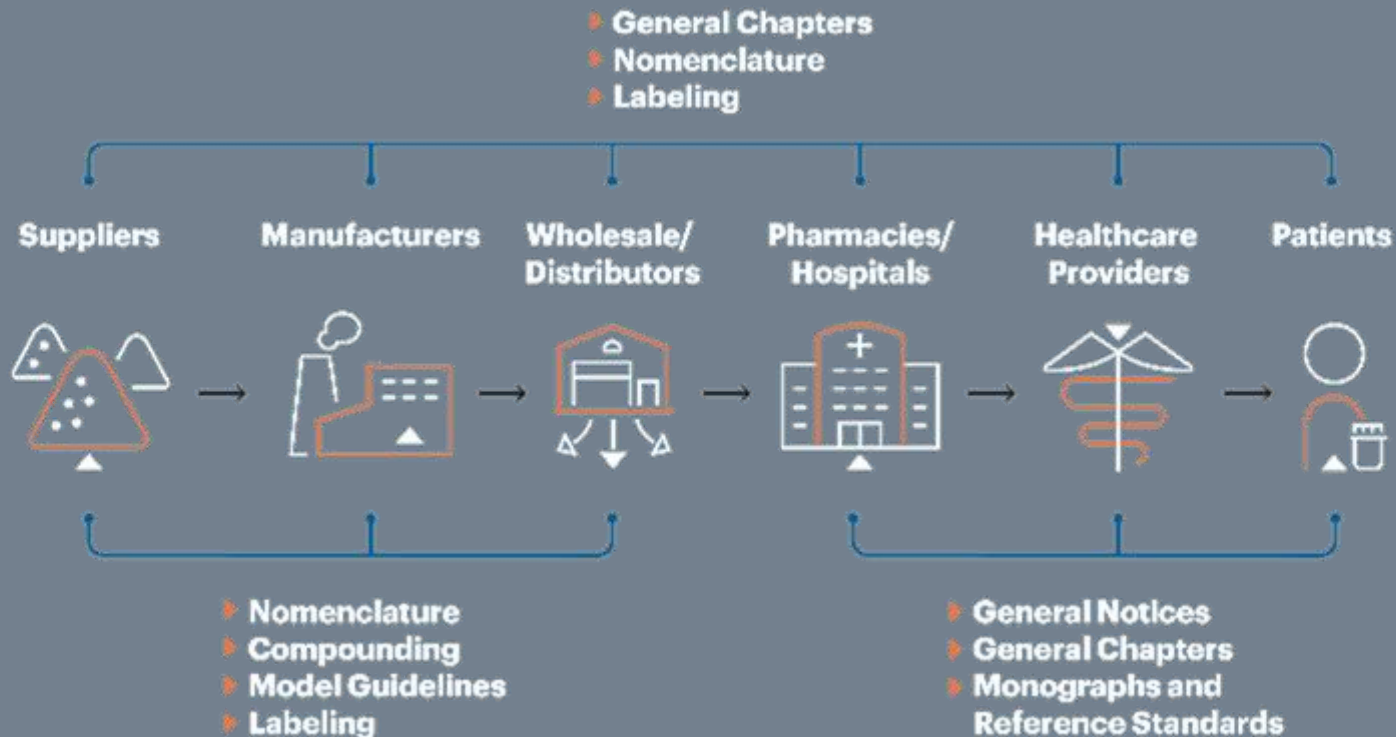 General Chapters
Nomenclature
Labeling
Suppliers
Manufacturers
Wholesale/
Distributors
Pharmacies/
Hospitals
Healthcare
Providers
Patients
Nomenclature
Compounding
Model Guidelines
Labeling
General Notices
General Chapters
Monographs and
Reference Standards